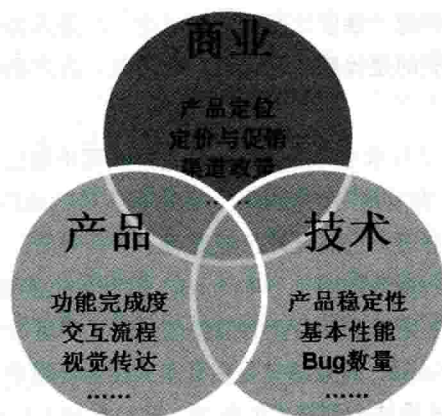 商业
产品定位
定价与促销
渠道政策
......
产品
功能完成度
交互流程
视觉传达
......
技术
产品稳定性
基本性能
Bug数量
......